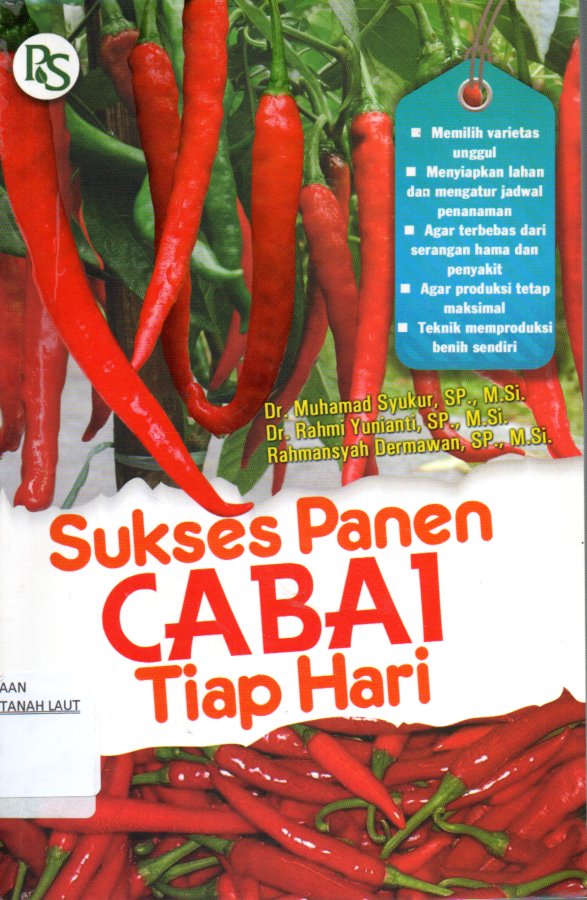 PS
■ Memilih varietas
unggul
■ Menyiapkan lahan
dan mengatur jadwal
penanaman
■ Agar terbebas dari
serangan hama dan
penyakit
■ Agar produksi tetap
maksimal
■ Teknik memproduksi
benih sendiri
Dr. Muhamad Syukur, SP., M.Si.
Dr. Rahmi Yunianti, SP., M.Si.
Rahmansyah Dermawan, SP., M.Si.
Sukses Panen
CABAI
Tiap Hari
AAN
TANAH LAUT